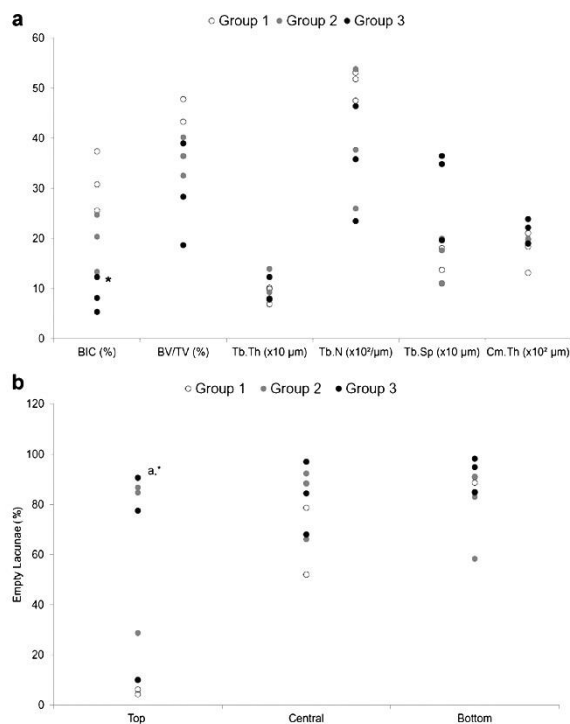 a
Group 1 Group 2 Group 3
60
50
40
30
20
10
0
*
BIC (%) BV/TV (%) Tb.Th (x10 µm) Tb.N (x10²/µm) Tb.Sp (x10 µm) Cm.Th (x10² µm)
b
Group 1 Group 2 Group 3
120
100
80
60
40
20
0
Empty Lacunae (%)
a,*
Top Central Bottom